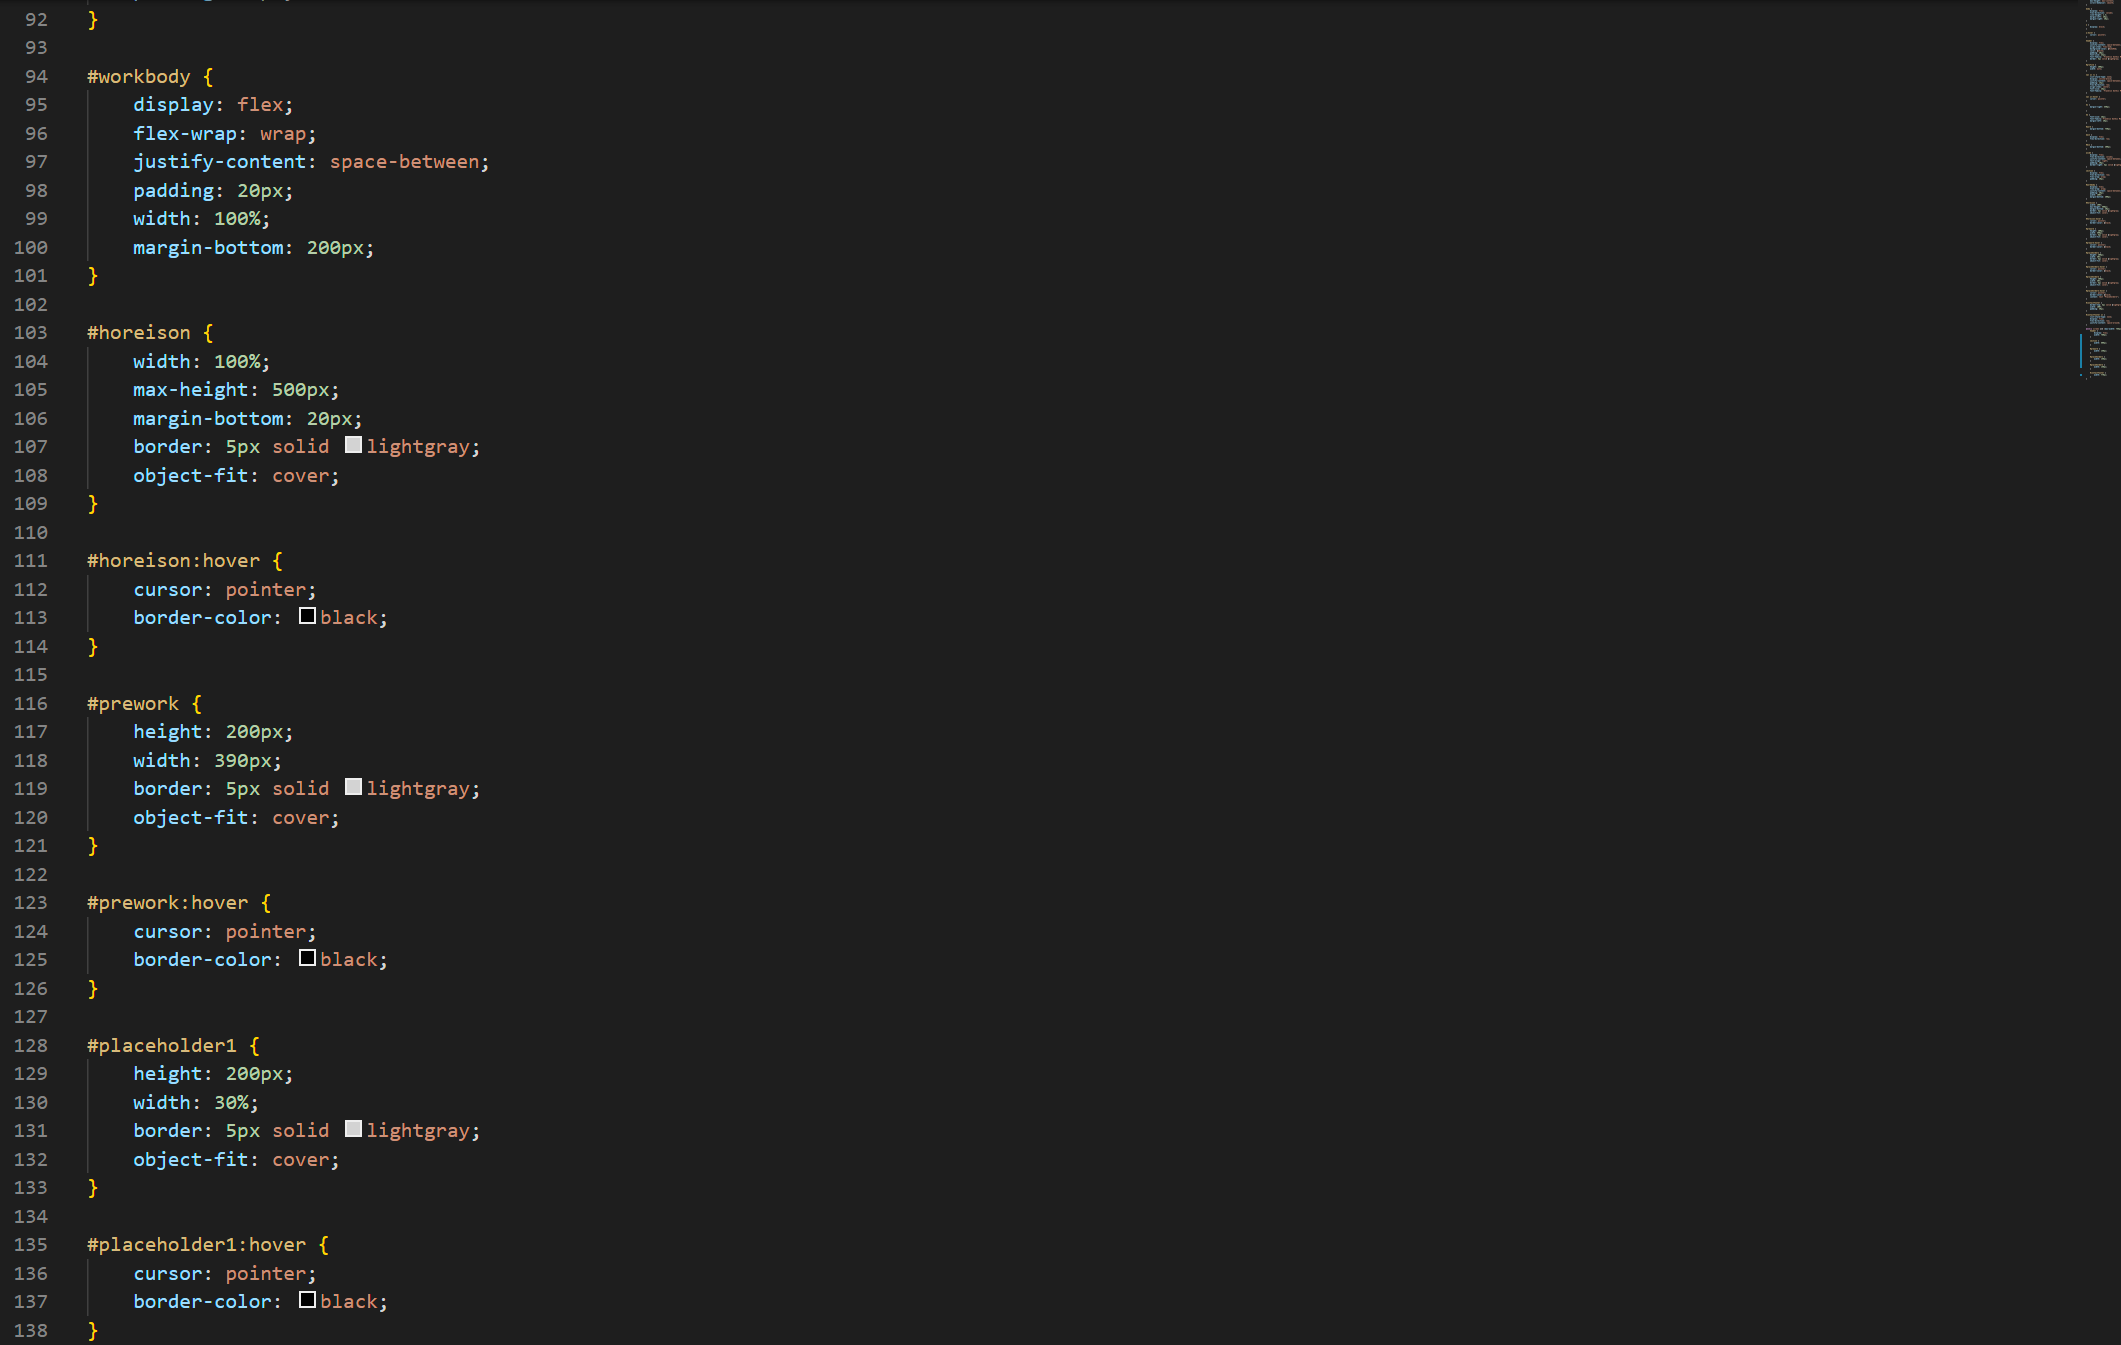 92 }
93
94 #workbody {
95 display: flex;
96 flex-wrap: wrap;
97 justify-content: space-between;
98 padding: 20px;
99 width: 100%;
100 margin-bottom: 200px;
101 }
102
103 #horeison {
104 width: 100%;
105 max-height: 500px;
106 margin-bottom: 20px;
107 border: 5px solid lightgray;
108 object-fit: cover;
109 }
110
111 #horeison:hover {
112 cursor: pointer;
113 border-color: black;
114 }
115
116 #prework {
117 height: 200px;
118 width: 390px;
119 border: 5px solid lightgray;
120 object-fit: cover;
121 }
122
123 #prework:hover {
124 cursor: pointer;
125 border-color: black;
126 }
127
128 #placeholder1 {
129 height: 200px;
130 width: 30%;
131 border: 5px solid lightgray;
132 object-fit: cover;
133 }
134
135 #placeholder1:hover {
136 cursor: pointer;
137 border-color: black;
138 }